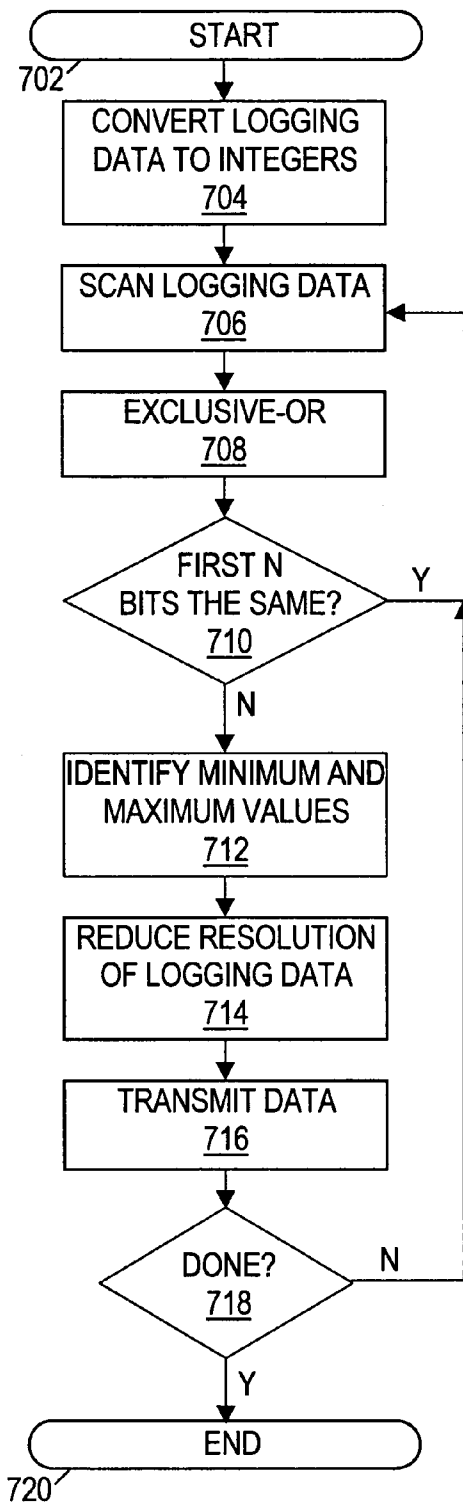 START
702
CONVERT LOGGING
DATA TO INTEGERS
704
SCAN LOGGING DATA
706
EXCLUSIVE-OR
708
FIRST N
BITS THE SAME?
710
Y
N
IDENTIFY MINIMUM AND
MAXIMUM VALUES
712
REDUCE RESOLUTION
OF LOGGING DATA
714
TRANSMIT DATA
716
DONE?
718
N
Y
END
720